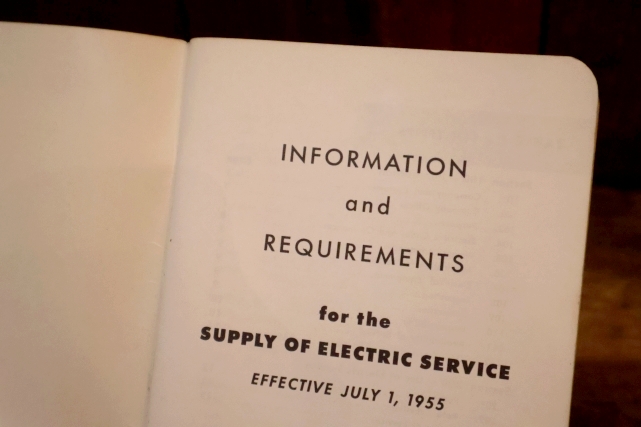 INFORMATION
and
REQUIREMENTS
for the
SUPPLY OF ELECTRIC SERVICE
EFFECTIVE JULY 1, 1955